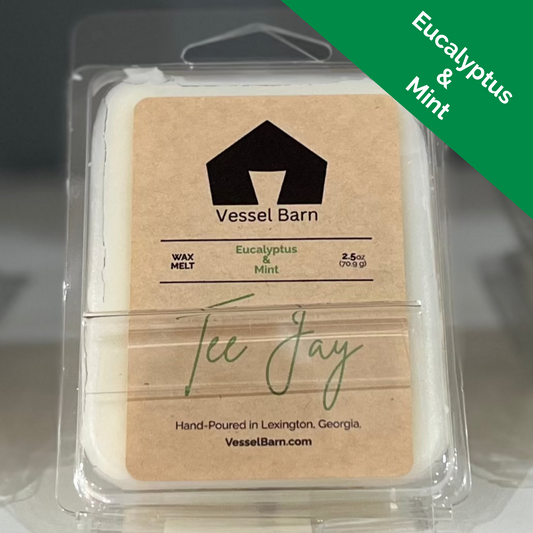 Eucalyptus
&
Mint
Vessel Barn
WAX
MELT
Eucalyptus
&
Mint
2.5oz
(70.9 g)
Tee Jay
Hand-Poured in Lexington, Georgia.
VesselBarn.com